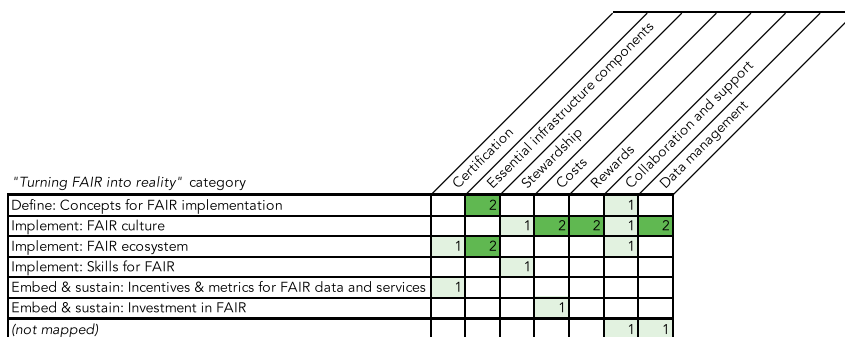 Certification
Essential infrastructure components
Stewardship
Costs
Rewards
Collaboration and support
Data management
"Turning FAIR into reality" category
Define: Concepts for FAIR implementation 2 1
Implement: FAIR culture 1 2 2 1 2
Implement: FAIR ecosystem 1 2 1
Implement: Skills for FAIR 1
Embed & sustain: Incentives & metrics for FAIR data and services 1
Embed & sustain: Investment in FAIR 1
(not mapped) 1 1